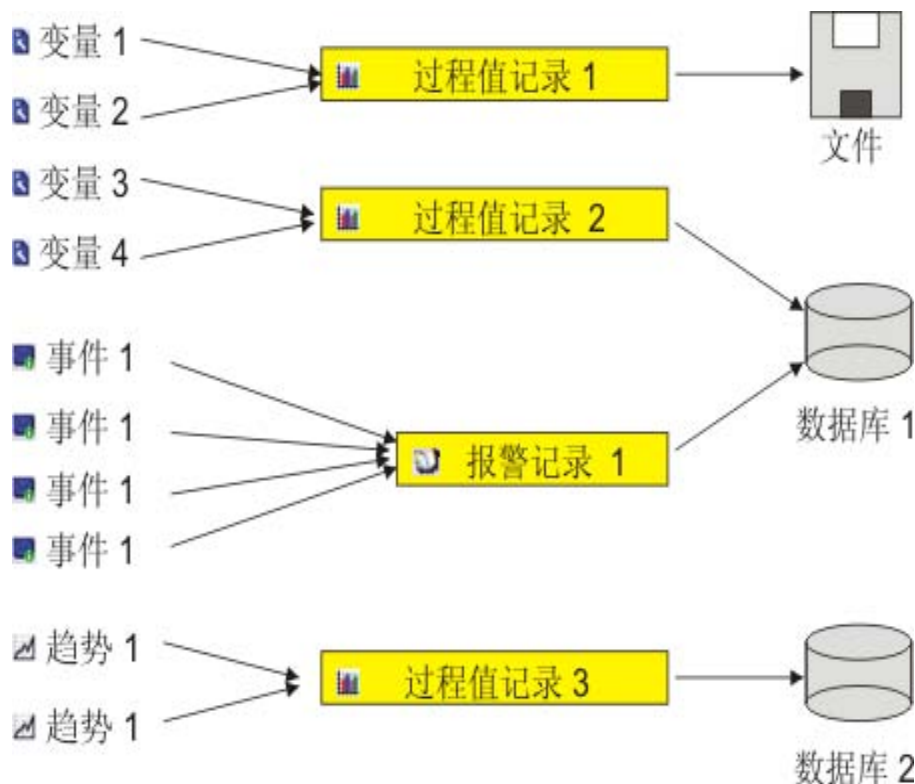 变量 1
变量 2
过程值记录 1
文件
变量 3
变量 4
过程值记录 2
数据库 1
事件 1
事件 1
事件 1
事件 1
报警记录 1
趋势 1
趋势 1
过程值记录 3
数据库 2